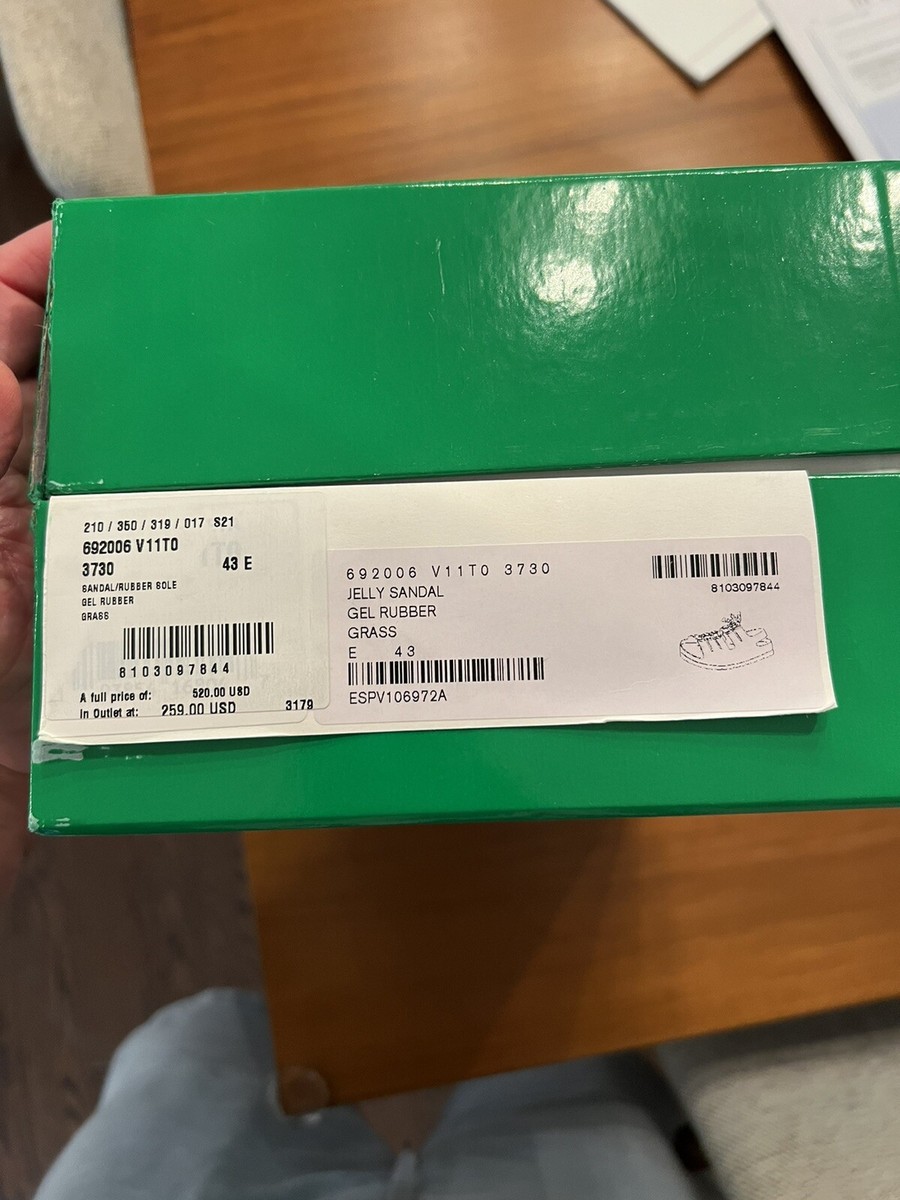 210 / 350 / 319 / 017 S21
692006 V11T0
3730 43 E
SANDAL/RUBBER SOLE
GEL RUBBER
GRASS
8103097844
A full price of: 520.00 USD
In Outlet at: 259.00 USD 3179
692006 V11T0 3730
JELLY SANDAL
GEL RUBBER
GRASS
E 43
ESPV106972A
8103097844